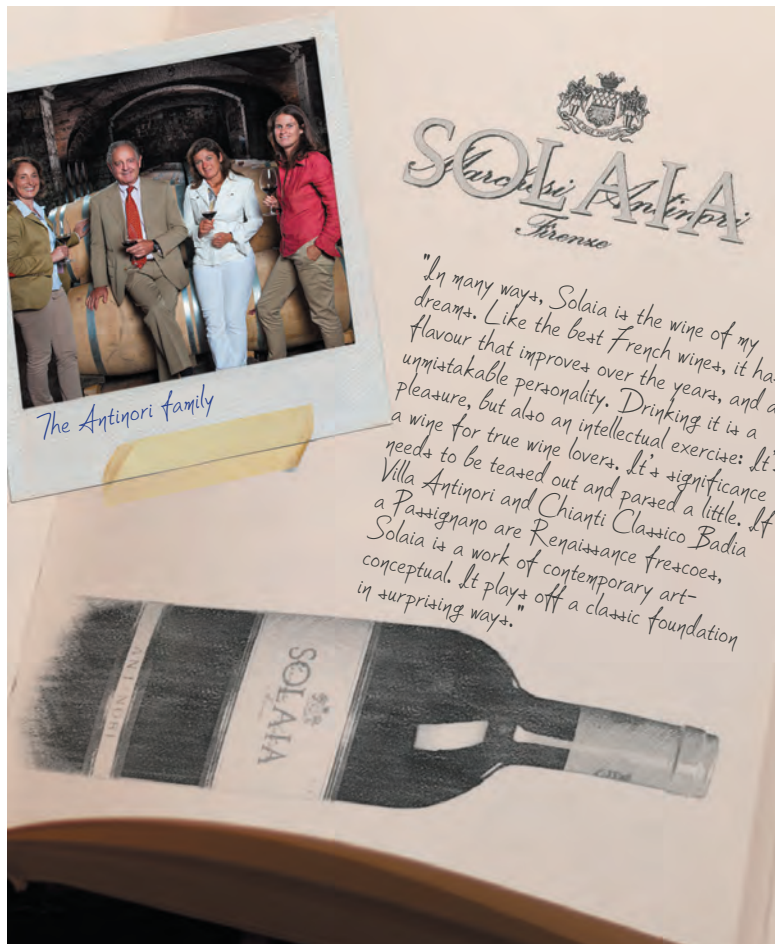 SOLAIA
Marchesi Antinori
Firenze
"In many ways, Solaia is the wine of my
dreams. Like the best French wines, it has
flavour that improves over the years, and a
unmistakable personality. Drinking it is a
pleasure, but also an intellectual exercise: It's
a wine for true wine lovers. It's significance
needs to be teased out and parsed a little. If
Villa Antinori and Chianti Classico Badia
a Passignano are Renaissance frescoes,
Solaia is a work of contemporary art-
conceptual. It plays off a classic foundation
in surprising ways."
The Antinori family
ANTINORI
SOLAIA